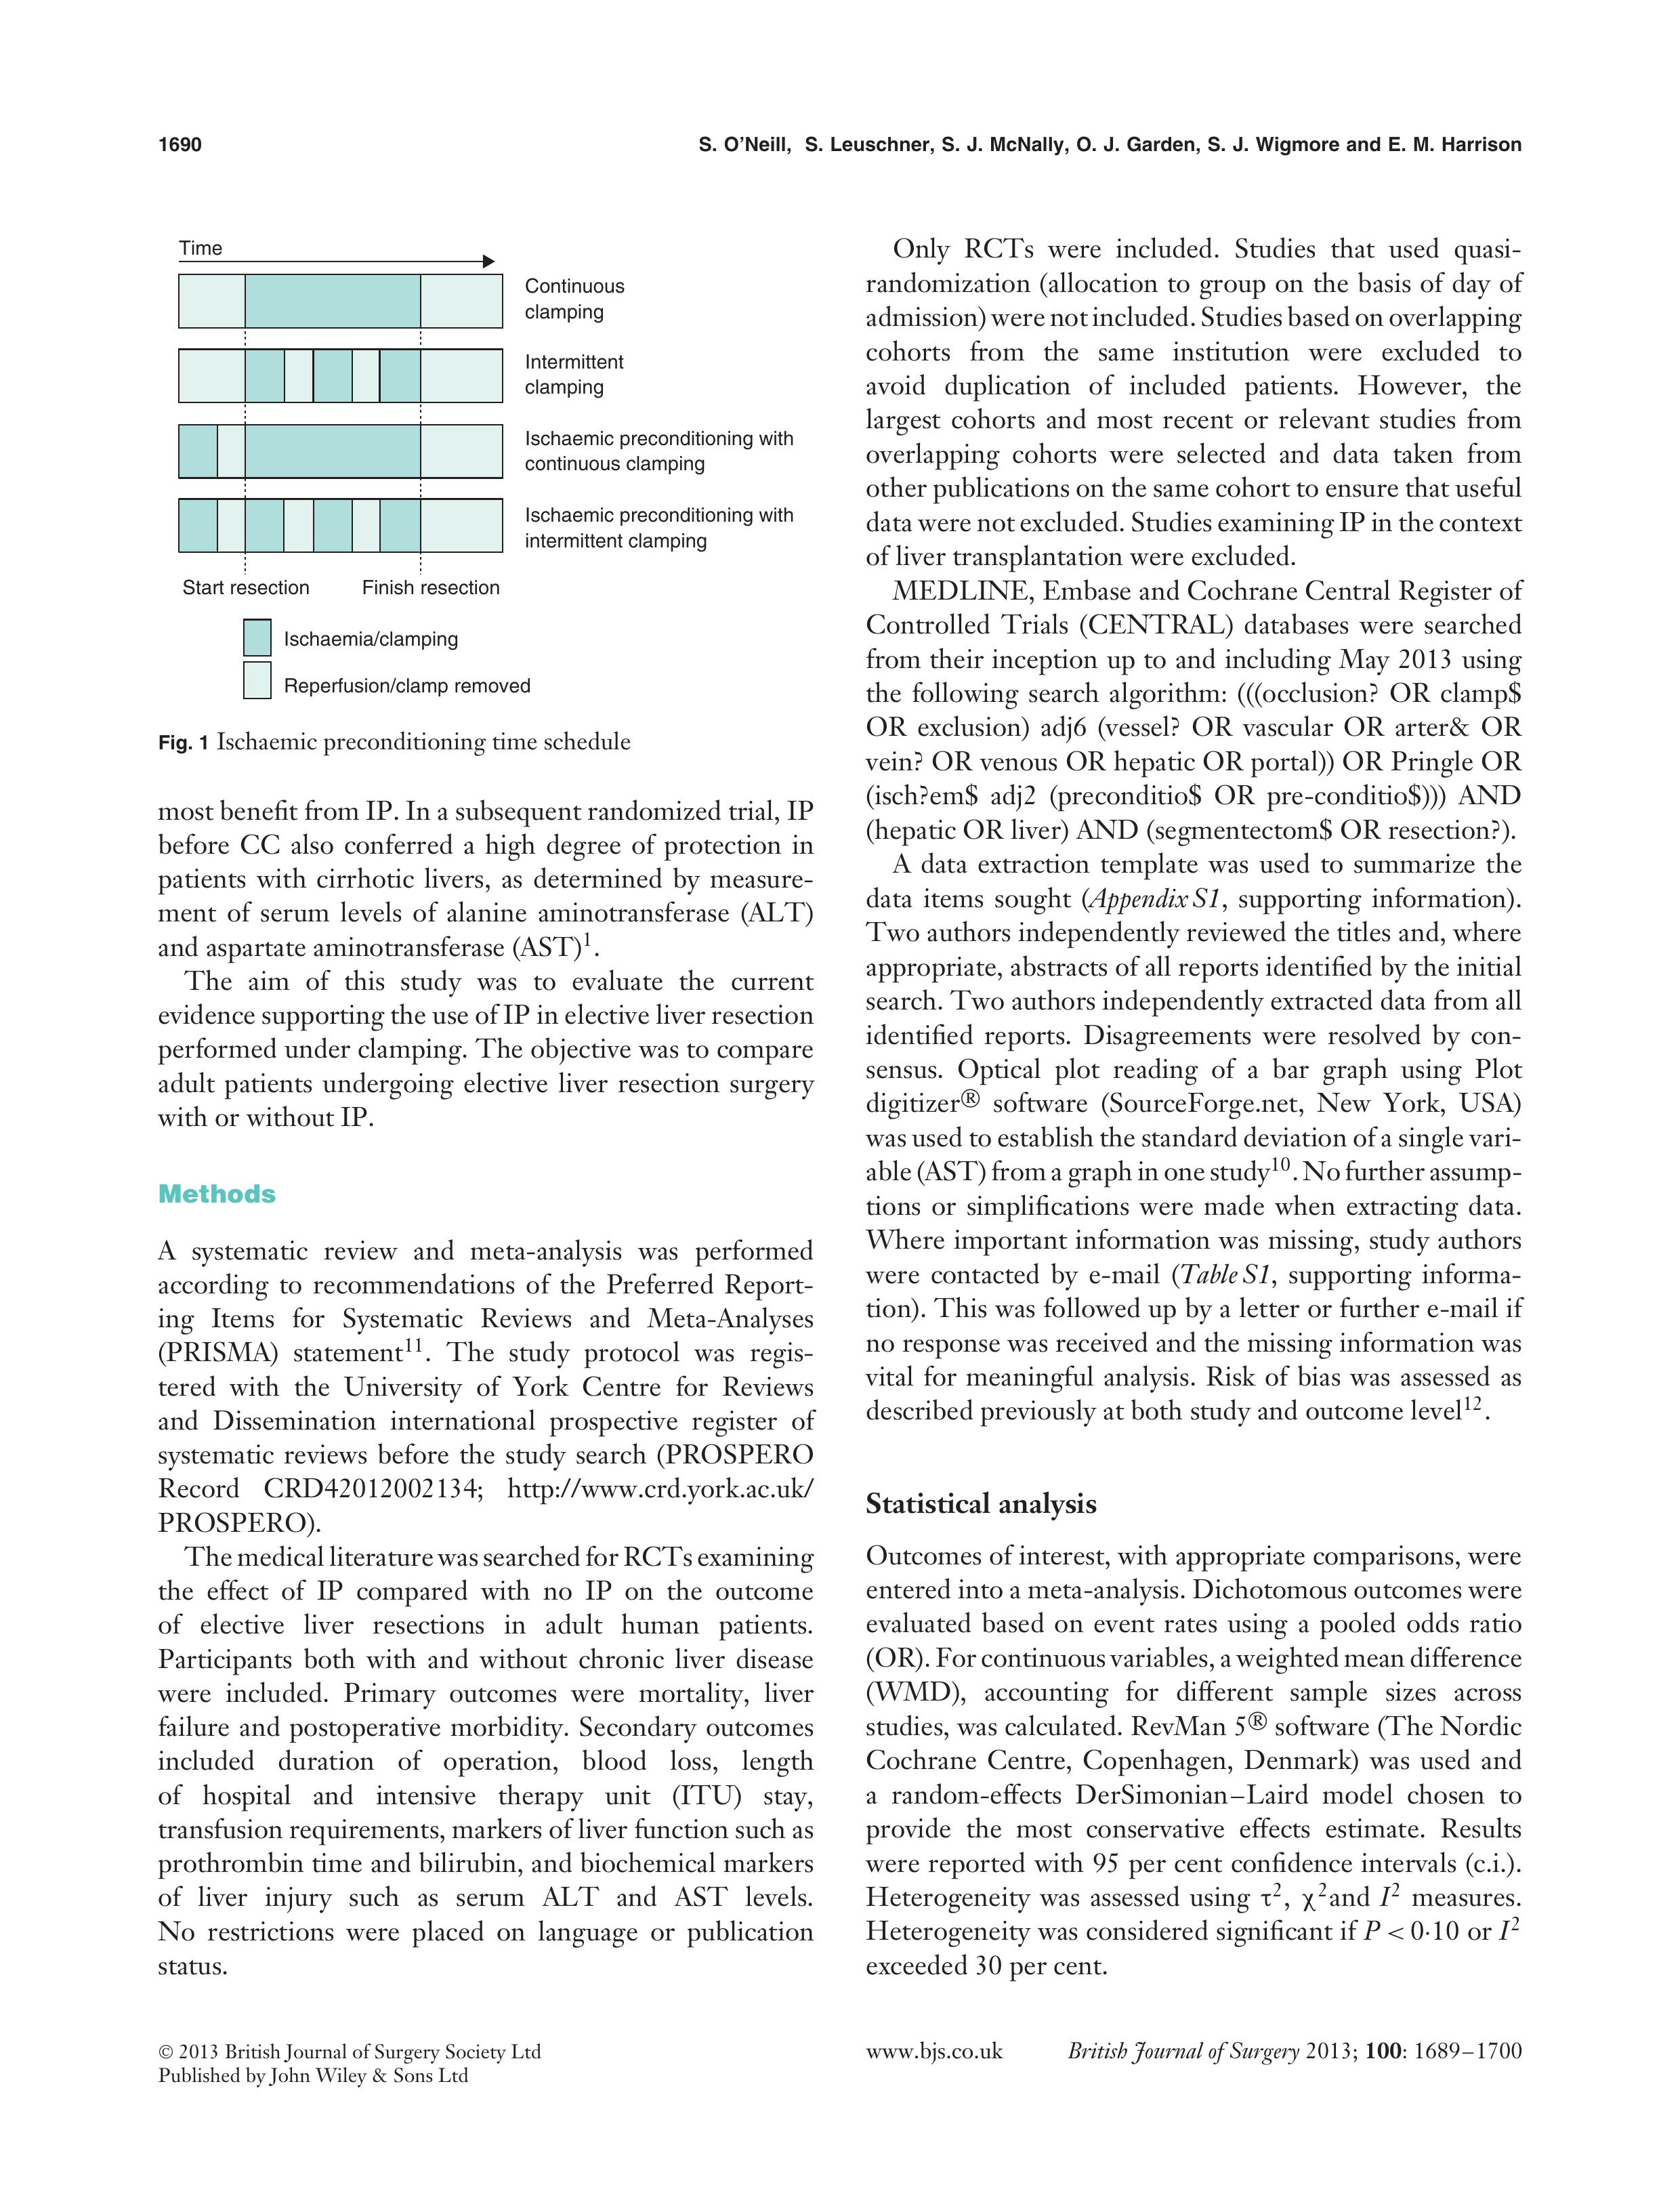 1690
S. O'Neill, S. Leuschner, S. J. McNally, O. J. Garden, S. J. Wigmore and E. M. Harrison
Time
Continuous
clamping
Intermittent
clamping
Ischaemic preconditioning with
continuous clamping
Ischaemic preconditioning with
intermittent clamping
Start resection
Finish resection
Ischaemia/clamping
Reperfusion/clamp removed
Fig. 1 Ischaemic preconditioning time schedule
most benefit from IP. In a subsequent randomized trial, IP
before CC also conferred a high degree of protection in
patients with cirrhotic livers, as determined by measure-
ment of serum levels of alanine aminotransferase (ALT)
and aspartate aminotransferase (AST)¹.
The aim of this study was to evaluate the current
evidence supporting the use of IP in elective liver resection
performed under clamping. The objective was to compare
adult patients undergoing elective liver resection surgery
with or without IP.
Methods
A systematic review and meta-analysis was performed
according to recommendations of the Preferred Report-
ing Items for Systematic Reviews and Meta-Analyses
(PRISMA) statement¹¹. The study protocol was regis-
tered with the University of York Centre for Reviews
and Dissemination international prospective register of
systematic reviews before the study search (PROSPERO
Record CRD42012002134; http://www.crd.york.ac.uk/
PROSPERO).
The medical literature was searched for RCTs examining
the effect of IP compared with no IP on the outcome
of elective liver resections in adult human patients.
Participants both with and without chronic liver disease
were included. Primary outcomes were mortality, liver
failure and postoperative morbidity. Secondary outcomes
included duration of operation, blood loss, length
of hospital and intensive therapy unit (ITU) stay,
transfusion requirements, markers of liver function such as
prothrombin time and bilirubin, and biochemical markers
of liver injury such as serum ALT and AST levels.
No restrictions were placed on language or publication
status.
Only RCTs were included. Studies that used quasi-
randomization (allocation to group on the basis of day of
admission) were not included. Studies based on overlapping
cohorts from the same institution were excluded to
avoid duplication of included patients. However, the
largest cohorts and most recent or relevant studies from
overlapping cohorts were selected and data taken from
other publications on the same cohort to ensure that useful
data were not excluded. Studies examining IP in the context
of liver transplantation were excluded.
MEDLINE, Embase and Cochrane Central Register of
Controlled Trials (CENTRAL) databases were searched
from their inception up to and including May 2013 using
the following search algorithm: (((occlusion? OR clamp$
OR exclusion) adj6 (vessel? OR vascular OR arter& OR
vein? OR venous OR hepatic OR portal)) OR Pringle OR
(isch?em$ adj2 (preconditio$ OR pre-conditio$))) AND
(hepatic OR liver) AND (segmentectom$ OR resection?).
A data extraction template was used to summarize the
data items sought (Appendix S1, supporting information).
Two authors independently reviewed the titles and, where
appropriate, abstracts of all reports identified by the initial
search. Two authors independently extracted data from all
identified reports. Disagreements were resolved by con-
sensus. Optical plot reading of a bar graph using Plot
digitizer® software (SourceForge.net, New York, USA)
was used to establish the standard deviation of a single vari-
able (AST) from a graph in one study¹⁰. No further assump-
tions or simplifications were made when extracting data.
Where important information was missing, study authors
were contacted by e-mail (Table S1, supporting informa-
tion). This was followed up by a letter or further e-mail if
no response was received and the missing information was
vital for meaningful analysis. Risk of bias was assessed as
described previously at both study and outcome level¹².
Statistical analysis
Outcomes of interest, with appropriate comparisons, were
entered into a meta-analysis. Dichotomous outcomes were
evaluated based on event rates using a pooled odds ratio
(OR). For continuous variables, a weighted mean difference
(WMD), accounting for different sample sizes across
studies, was calculated. RevMan 5® software (The Nordic
Cochrane Centre, Copenhagen, Denmark) was used and
a random-effects DerSimonian–Laird model chosen to
provide the most conservative effects estimate. Results
were reported with 95 per cent confidence intervals (c.i.).
Heterogeneity was assessed using τ², χ²and I² measures.
Heterogeneity was considered significant if P < 0·10 or I²
exceeded 30 per cent.
© 2013 British Journal of Surgery Society Ltd
Published by John Wiley & Sons Ltd
www.bjs.co.uk
British Journal of Surgery 2013; 100: 1689–1700